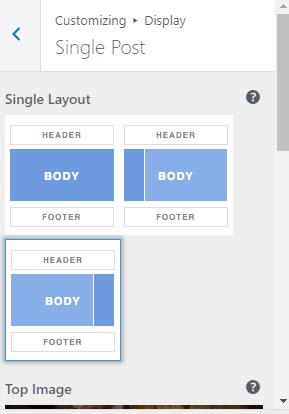 Customizing ▸ Display
Single Post
Single Layout
HEADER
BODY
FOOTER
HEADER
BODY
FOOTER
HEADER
BODY
FOOTER
Top Image